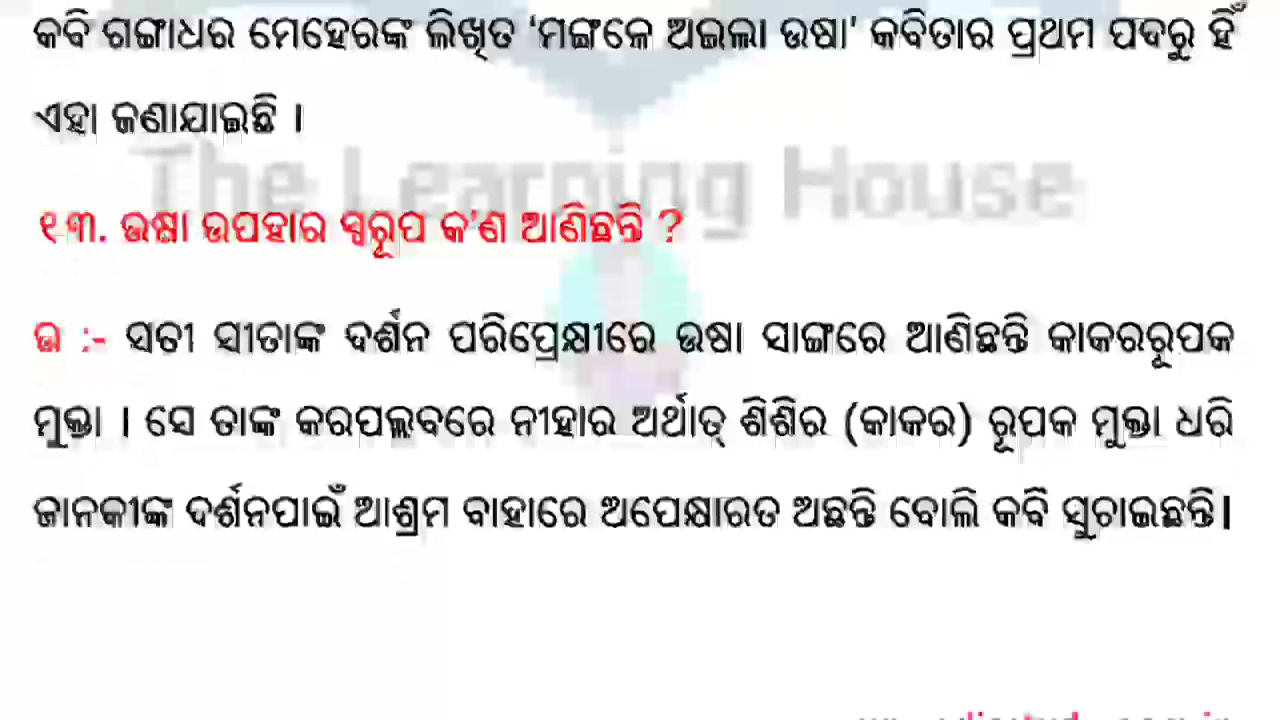 କବି ଗଙ୍ଗାଧର ମେହେରଙ୍କ ଲିଖିତ ‘ମଙ୍ଗଳେ ଅଇଲା ଉଷା’ କବିତାର ପ୍ରଥମ ପଦରୁ ହିଁ
ଏହା ଜଣାଯାଇଛି ।
The Learning House
୧୩. ଉଷା ଉପହାର ସ୍ୱରୂପ କ’ଣ ଆଣିଛନ୍ତି ?
ଉ :- ସତୀ ସୀତାଙ୍କ ଦର୍ଶନ ପରିପ୍ରେକ୍ଷୀରେ ଉଷା ସାଙ୍ଗରେ ଆଣିଛନ୍ତି କାକରରୂପକ
ମୁକ୍ତା । ସେ ତାଙ୍କ କରପଲ୍ଲବରେ ନୀହାର ଅର୍ଥାତ୍ ଶିଶିର (କାକର) ରୂପକ ମୁକ୍ତା ଧରି
ଜାନକୀଙ୍କ ଦର୍ଶନପାଇଁ ଆଶ୍ରମ ବାହାରେ ଅପେକ୍ଷାରତ ଅଛନ୍ତି ବୋଲି କବି ସୁଚାଇଛନ୍ତି।